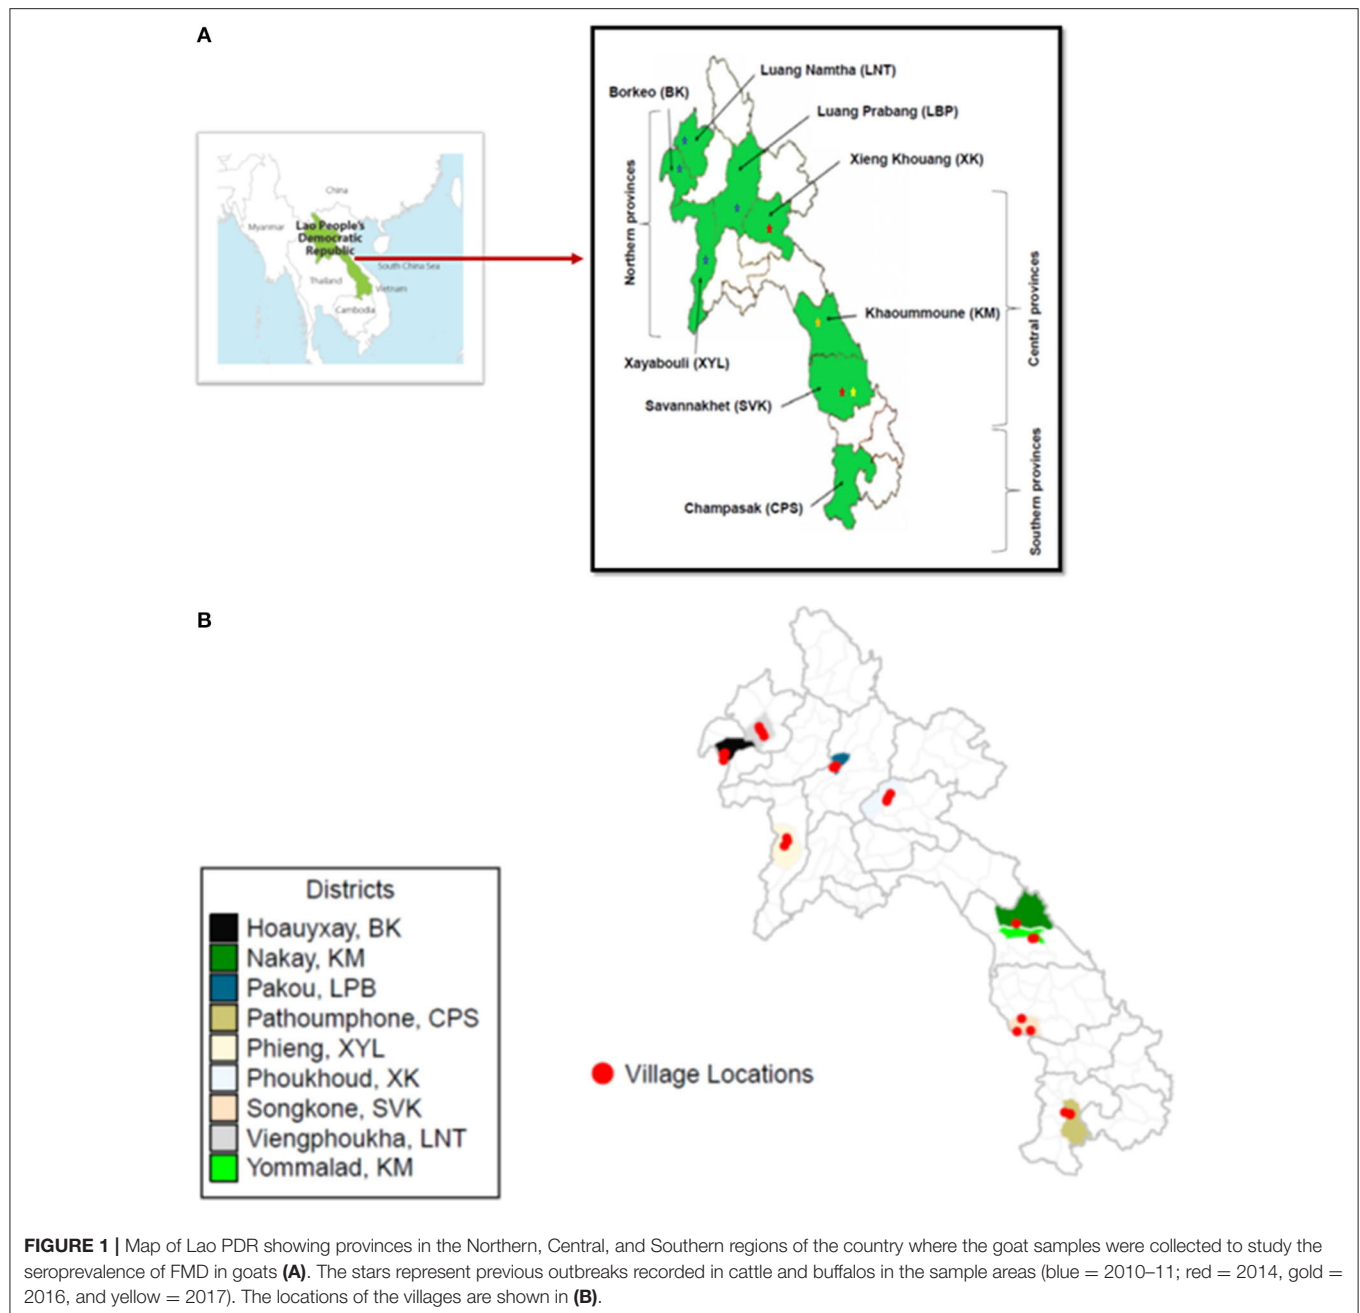 A
China
Myanmar
Lao People's
Democratic
Republic
South China Sea
Thailand
Vietnam
Cambodia
Luang Namtha (LNT)
Borkeo (BK)
Luang Prabang (LBP)
Xieng Khouang (XK)
Northern provinces
Central provinces
Khaoummoune (KM)
Xayabouli (XYL)
Savannakhet (SVK)
Southern provinces
Champasak (CPS)
B
Districts
Hoauyxay, BK
Nakay, KM
Pakou, LPB
Pathoumphone, CPS
Phieng, XYL
Phoukhoud, XK
Songkone, SVK
Viengphoukha, LNT
Yommalad, KM
Village Locations
FIGURE 1 | Map of Lao PDR showing provinces in the Northern, Central, and Southern regions of the country where the goat samples were collected to study the
seroprevalence of FMD in goats (A). The stars represent previous outbreaks recorded in cattle and buffalos in the sample areas (blue = 2010–11; red = 2014, gold =
2016, and yellow = 2017). The locations of the villages are shown in (B).